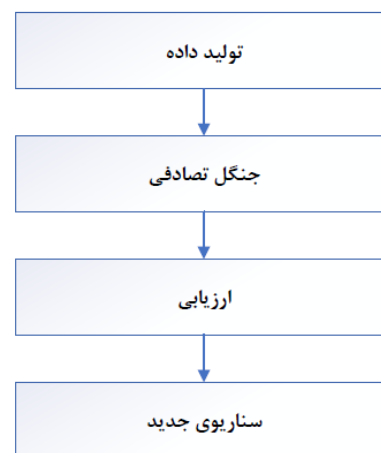 تولید داده
جنگل تصادفی
ارزیابی
سناریوی جدید